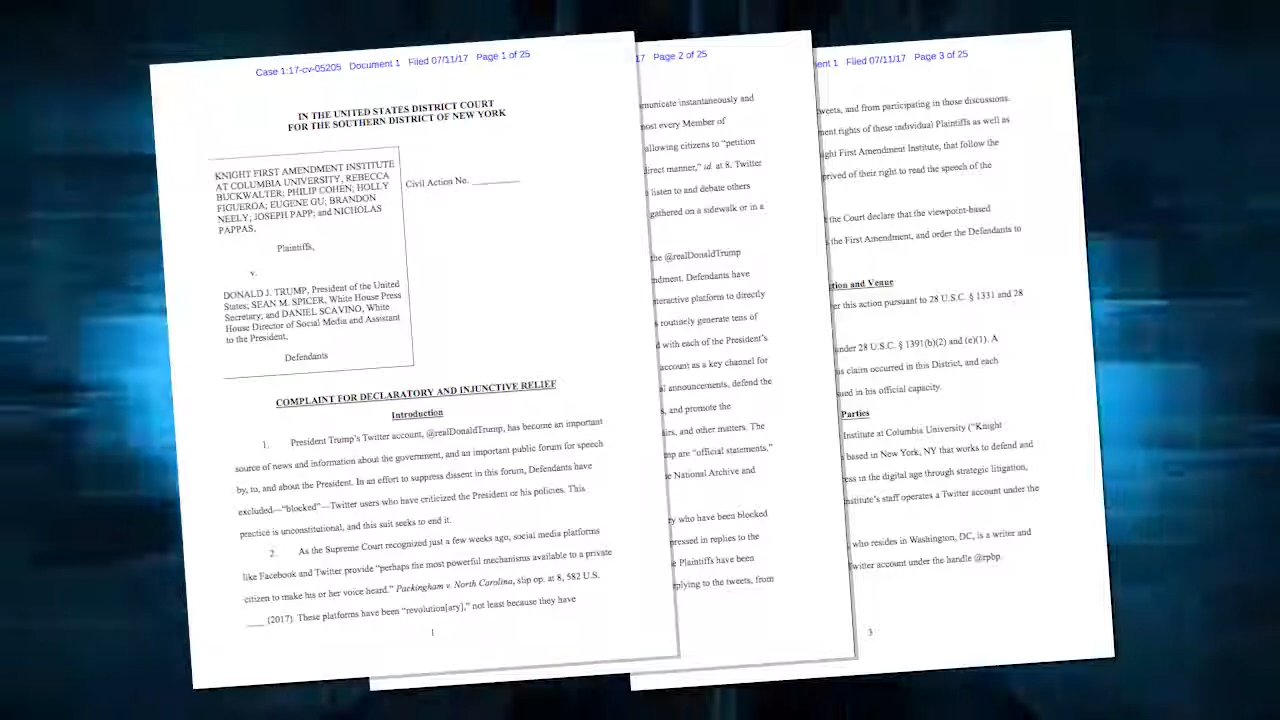 Case 1:17-cv-05205 Document 1 Filed 07/11/17 Page 1 of 25
IN THE UNITED STATES DISTRICT COURT
FOR THE SOUTHERN DISTRICT OF NEW YORK
KNIGHT FIRST AMENDMENT INSTITUTE
AT COLUMBIA UNIVERSITY, REBECCA
BUCKWALTER; PHILIP COHEN; HOLLY
FIGUEROA; EUGENE GU; BRANDON
NEELY; JOSEPH PAPP; and NICHOLAS
PAPPAS,
Plaintiffs,
v.
DONALD J. TRUMP, President of the United
States; SEAN M. SPICER, White House Press
Secretary; and DANIEL SCAVINO, White
House Director of Social Media and Assistant
to the President,
Defendants
Civil Action No. ________
COMPLAINT FOR DECLARATORY AND INJUNCTIVE RELIEF
Introduction
1. President Trump's Twitter account, @realDonaldTrump, has become an important
source of news and information about the government, and an important public forum for speech
by, to, and about the President. In an effort to suppress dissent in this forum, Defendants have
excluded—“blocked”—Twitter users who have criticized the President or his policies. This
practice is unconstitutional, and this suit seeks to end it.
2. As the Supreme Court recognized just a few weeks ago, social media platforms
like Facebook and Twitter provide “perhaps the most powerful mechanisms available to a private
citizen to make his or her voice heard.” Packingham v. North Carolina, slip op. at 8, 582 U.S.
___ (2017). These platforms have been “revolution[ary],” not least because they have
1
17 Page 2 of 25
municate instantaneously and
most every Member of
allowing citizens to “petition
direct manner,” id. at 8. Twitter
listen to and debate others
gathered on a sidewalk or in a
the @realDonaldTrump
ndment. Defendants have
nteractive platform to directly
routinely generate tens of
d with each of the President's
account as a key channel for
al announcements, defend the
s, and promote the
airs, and other matters. The
mp are “official statements,”
e National Archive and
ry who have been blocked
pressed in replies to the
e Plaintiffs have been
plying to the tweets, from
ent 1 Filed 07/11/17 Page 3 of 25
tweets, and from participating in those discussions.
ment rights of these individual Plaintiffs as well as
ight First Amendment Institute, that follow the
prived of their right to read the speech of the
t the Court declare that the viewpoint-based
the First Amendment, and order the Defendants to
tion and Venue
er this action pursuant to 28 U.S.C. § 1331 and 28
under 28 U.S.C. § 1391(b)(2) and (e)(1). A
is claim occurred in this District, and each
sued in his official capacity.
Parties
Institute at Columbia University (“Knight
based in New York, NY that works to defend and
ess in the digital age through strategic litigation,
nstitute's staff operates a Twitter account under the
who resides in Washington, DC, is a writer and
witter account under the handle @rpbp.
3